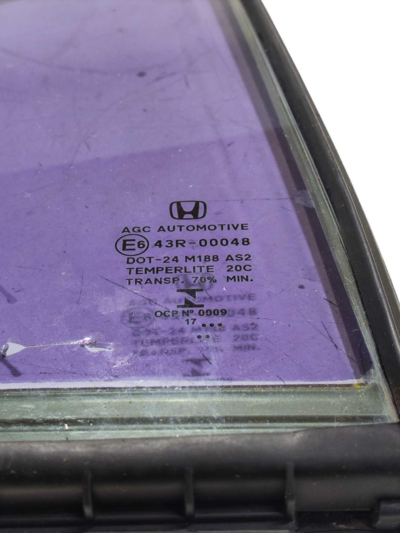 AGC AUTOMOTIVE
E6 43R-00048
DOT-24 M188 AS2
TEMPERLITE 20C
TRANSP. 70% MIN.
N
OCP Nº 0009
17